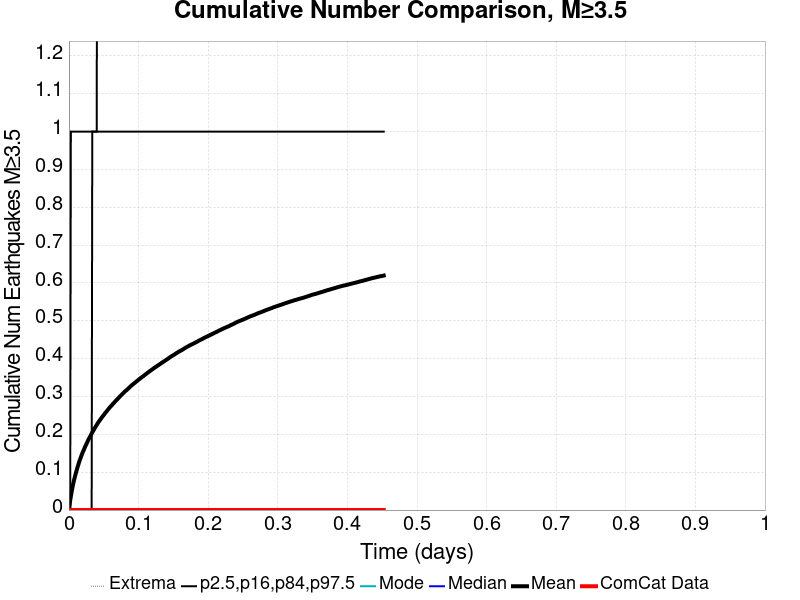 Cumulative Number Comparison, M≥3.5
Cumulative Num Earthquakes M≥3.5
1.2
1.1
1
0.9
0.8
0.7
0.6
0.5
0.4
0.3
0.2
0.1
0
0 0.1 0.2 0.3 0.4 0.5 0.6 0.7 0.8 0.9 1
Time (days)
Extrema p2.5,p16,p84,p97.5 Mode Median Mean ComCat Data